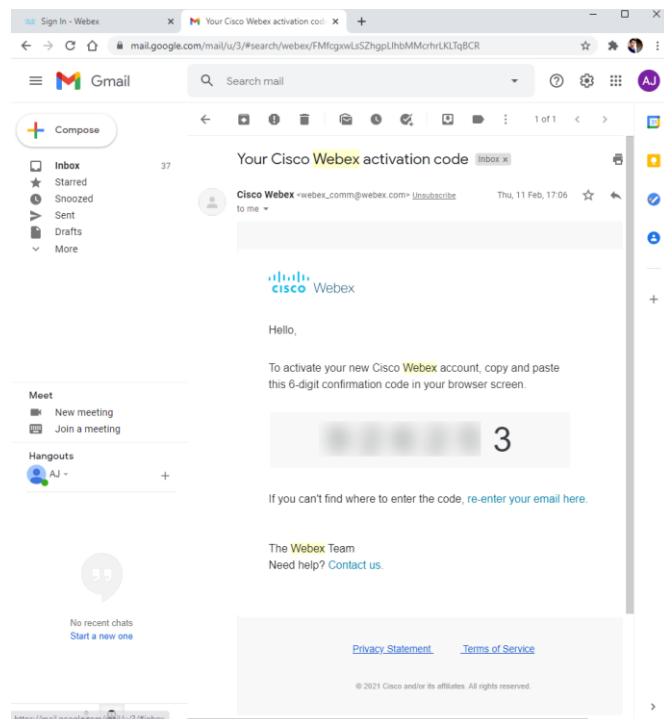 Sign In - Webex
Your Cisco Webex activation cod
mail.google.com/mail/u/3/#search/webex/FMfcgxwLsSZhgpLlhbMMcrhrLKLTqBCR
Gmail
Search mail
AJ
Compose
1 of 1
Inbox 37
Starred
Snoozed
Sent
Drafts
More
Your Cisco Webex activation code Inbox x
Cisco Webex <webex_comm@webex.com> Unsubscribe Thu, 11 Feb, 17:06
to me
CISCO Webex
Hello,
To activate your new Cisco Webex account, copy and paste
this 6-digit confirmation code in your browser screen.
3
If you can't find where to enter the code, re-enter your email here.
The Webex Team
Need help? Contact us.
Meet
New meeting
Join a meeting
Hangouts
AJ
No recent chats
Start a new one
Privacy Statement Terms of Service
© 2021 Cisco and/or its affiliates. All rights reserved.